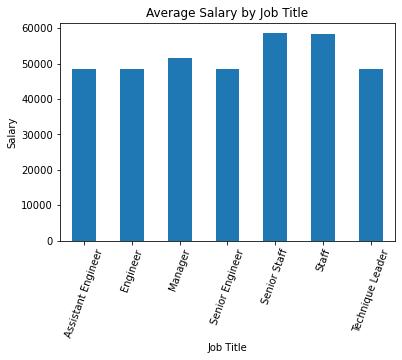 Average Salary by Job Title
60000
50000
40000
30000
20000
10000
0
Salary
Assistant Engineer
Engineer
Manager
Senior Engineer
Senior Staff
Staff
Technique Leader
Job Title